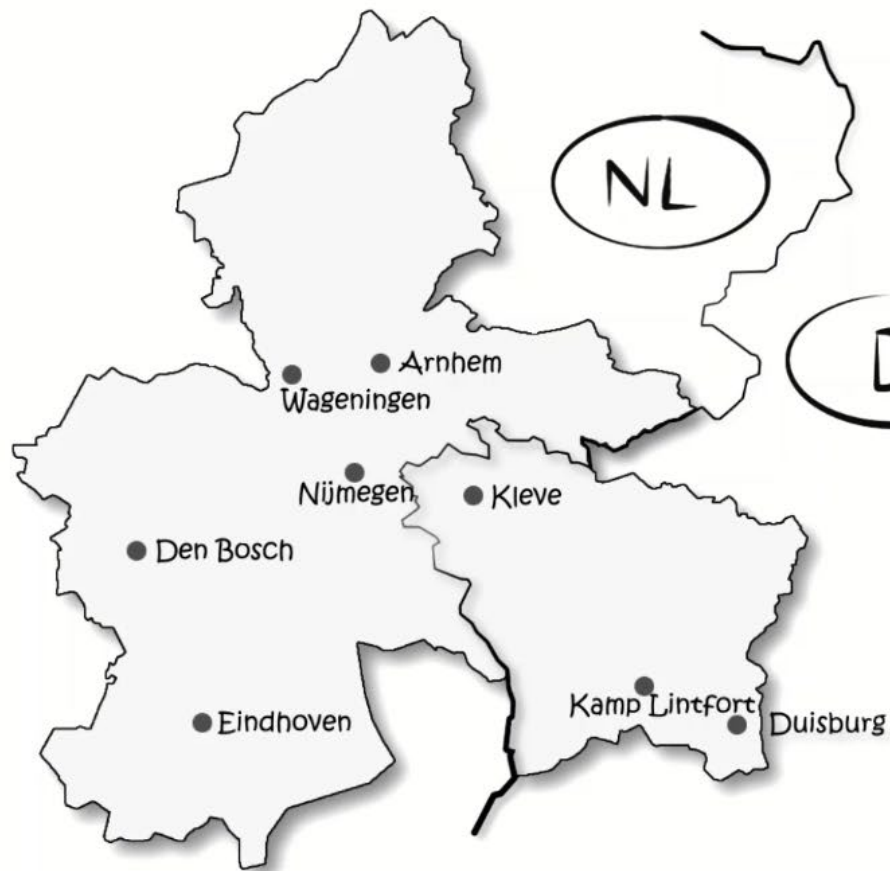 NL
D
Arnhem
Wageningen
Nijmegen
Kleve
Den Bosch
Kamp Lintfort
Eindhoven
Duisburg